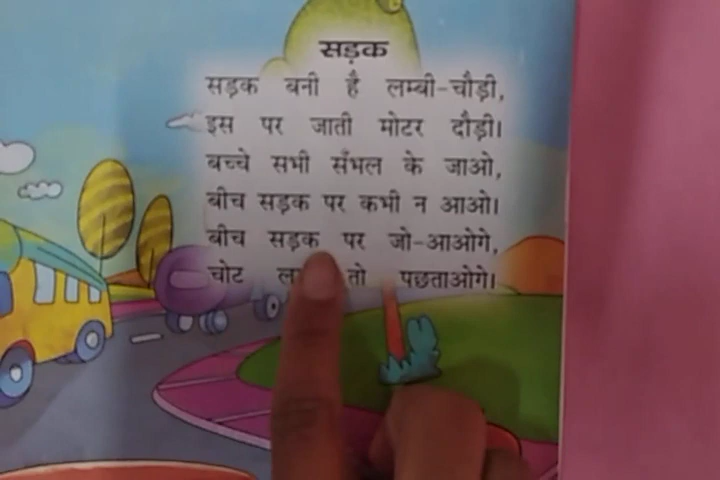 सड़क
सड़क बनी है लम्बी-चौड़ी,
इस पर जाती मोटर दौड़ी।
बच्चे सभी सँभल के जाओ,
बीच सड़क पर कभी न आओ।
बीच सड़क पर जो-आओगे,
चोट तो पछताओगे।